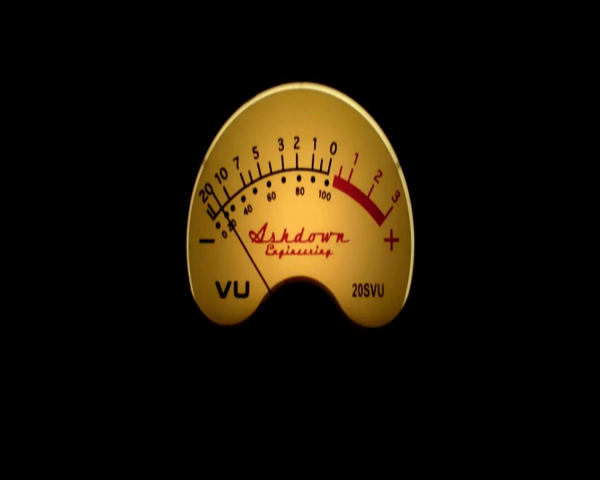 20 10 7 5 3 2 1 0 1 2 3
0 20 40 60 80 100
− +
Ashdown
Engineering
VU 20SVU